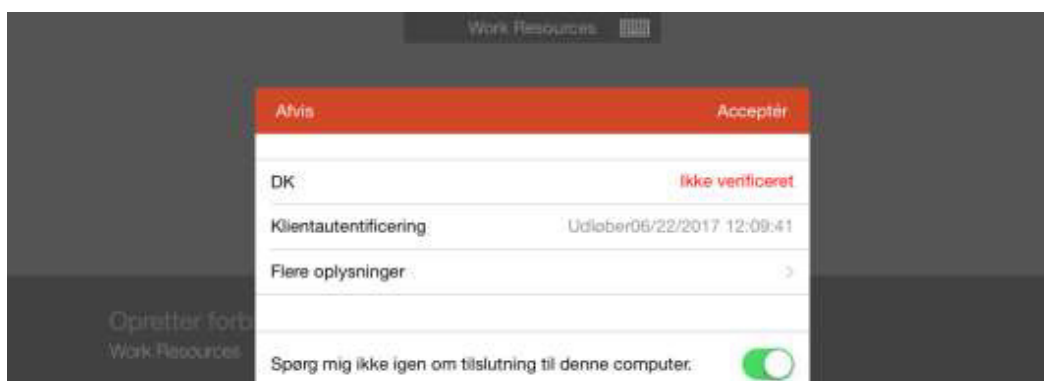 Work Resources
Afvis Acceptér
DK Ikke verificeret
Klientautentificering Udløber06/22/2017 12:09:41
Flere oplysninger
Opretter forb
Work Resources
Spørg mig ikke igen om tilslutning til denne computer.